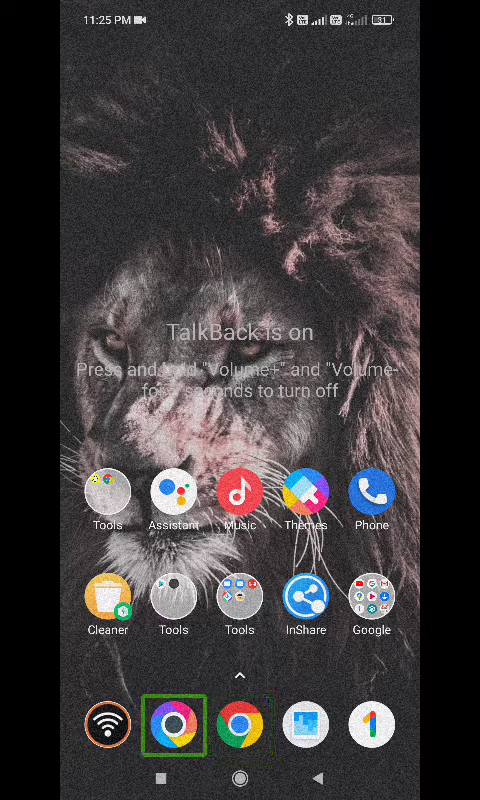 11:25 PM
31
TalkBack is on
Press and hold "Volume+" and "Volume-
for seconds to turn off
Tools
Assistant
Music
Themes
Phone
Cleaner
Tools
Tools
InShare
Google